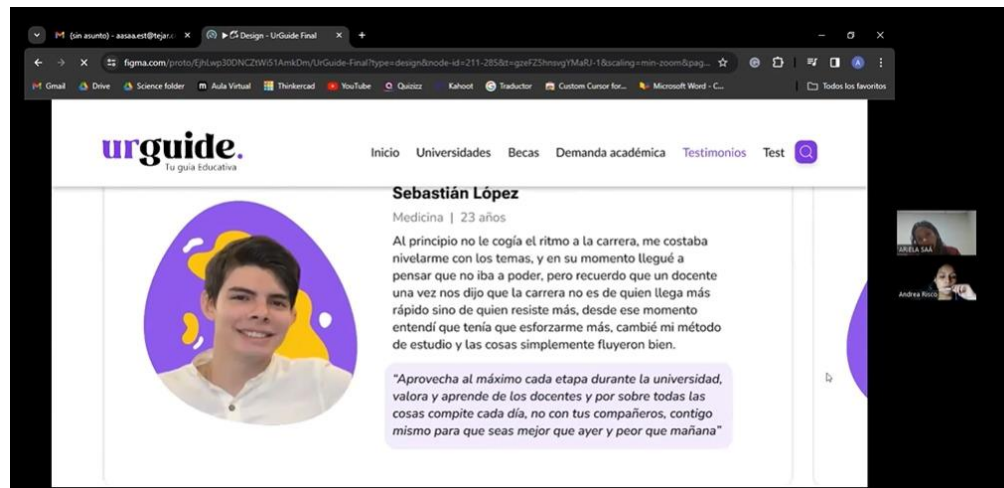 (sin asunto) - aasaa.est@tejar.c
Design - UrGuide Final
figma.com/proto/EjhLwp30DNCZtWi51AmkDm/UrGuide-Final?type=design&node-id=211-285&t=gzeFZ5hnsvgYMaRJ-1&scaling=min-zoom&pag...
Gmail Drive Science folder Aula Virtual Thinkercad YouTube Quizizz Kahoot Traductor Custom Cursor for... Microsoft Word - C... Todos los favoritos
urguide.
Tu guia Educativa
Inicio Universidades Becas Demanda académica Testimonios Test
Sebastián López
Medicina | 23 años
Al principio no le cogía el ritmo a la carrera, me costaba
nivelarme con los temas, y en su momento llegué a
pensar que no iba a poder, pero recuerdo que un docente
una vez nos dijo que la carrera no es de quien llega más
rápido sino de quien resiste más, desde ese momento
entendí que tenía que esforzarme más, cambié mi método
de estudio y las cosas simplemente fluyeron bien.
"Aprovecha al máximo cada etapa durante la universidad,
valora y aprende de los docentes y por sobre todas las
cosas compite cada día, no con tus compañeros, contigo
mismo para que seas mejor que ayer y peor que mañana"
ARIELA SAÁ
Andrea Risco